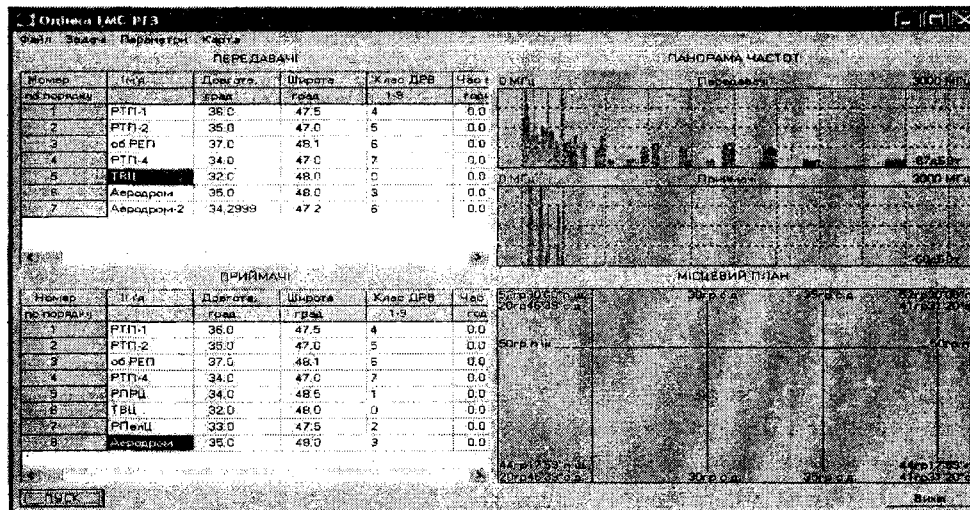 Оцінка ЕМС РЕЗ
Файл Задача Параметри Карта
ПЕРЕДАВАЧІ
Номер Ім'я Довгота, Широта Клас ДРВ Час
по порядку град. град 1-9 год
1 РТП-1 36.0 47.5 4 0.0
2 РТП-2 35.0 47.0 5 0.0
3 об.РЕП 37.0 48.1 6 0.0
4 РТП-4 34.0 47.0 7 0.0
5 ТВЦ 32.0 48.0 0 0.0
6 Аеродром 35.0 48.0 3 0.0
7 Аеродром-2 34,2999 47.2 6 0.0
ПРИЙМАЧІ
Номер Ім'я Довгота, Широта Клас ДРВ Час
по порядку град. град 1-9 год
1 РТП-1 36.0 47.5 4 0.0
2 РТП-2 35.0 47.0 5 0.0
3 об.РЕП 37.0 48.1 6 0.0
4 РТП-4 34.0 47.0 7 0.0
5 РПРЦ 34.0 48.5 1 0.0
6 ТВЦ 32.0 48.0 0 0.0
7 РПелЦ 33.0 47.5 2 0.0
8 Аеродром 35.0 48.0 3
ПУСК
ПАНОРАМА ЧАСТОТ
0 МГц Передавачі 3000 МГц
0 МГц Приймачі 3000 МГц
МІСЦЕВИЙ ПЛАН
30гр.с.д. 35гр.с.д.
50гр.п.ш.
30гр.с.д.
Вихід